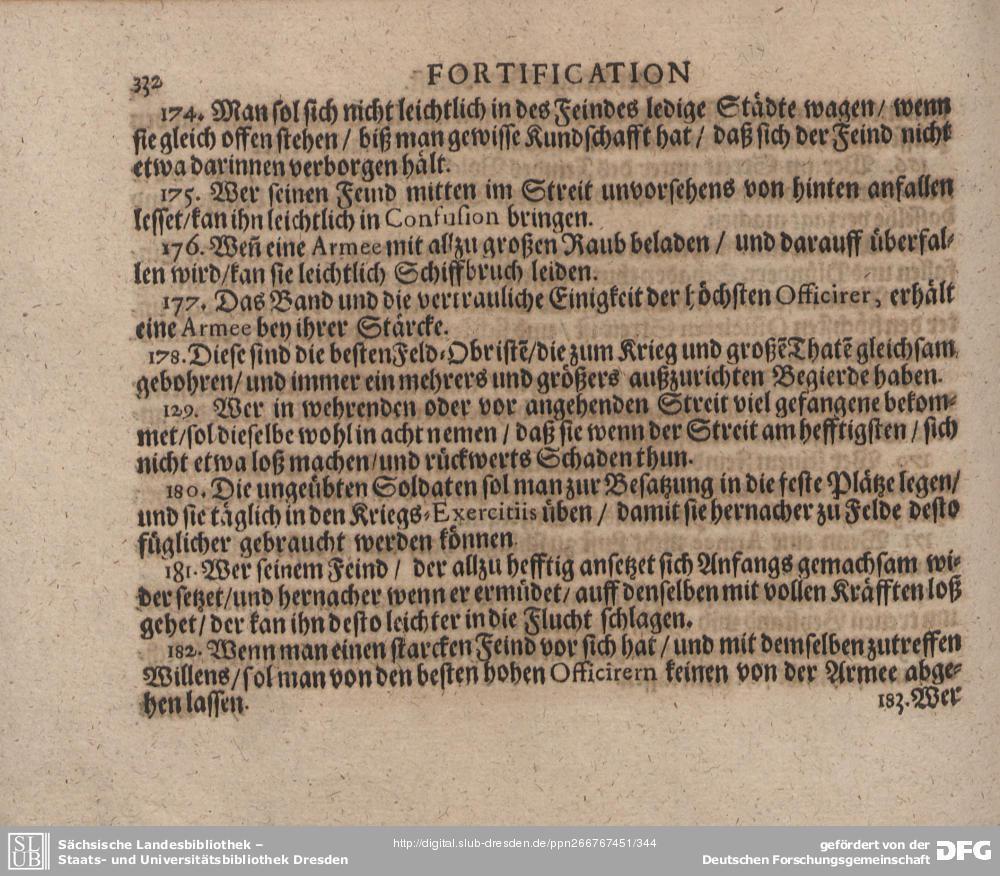 332 FORTIFICATION
174. Man sol sich nicht leichtlich in des Feindes ledige Städte wagen/ wenn
sie gleich offen stehen / biß man gewisse Kundschafft hat / daß sich der Feind nicht
etwa darinnen verborgen hält.
175. Wer seinen Feind mitten im Streit unvorsehens von hinten anfallen
lesset/kan ihn leichtlich in Confusion bringen.
176. Weñ eine Armee mit allzu großen Raub beladen / und darauff überfal-
len wird/kan sie leichtlich Schiffbruch leiden.
177. Das Band und die vertrauliche Einigkeit der höchsten Officirer, erhält
eine Armee bey ihrer Stärcke.
178. Diese sind die besten Feld-Obristẽ/die zum Krieg und großẽ Thatẽ gleichsam
gebohren/ und immer ein mehrers und größers außzurichten Begierde haben.
129. Wer in wehrenden oder vor angehenden Streit viel gefangene bekom-
met/sol dieselbe wohl in acht nemen / daß sie wenn der Streit am hefftigsten / sich
nicht etwa loß machen/und rückwerts Schaden thun.
180. Die ungeübten Soldaten sol man zur Besatzung in die feste Plätze legen/
und sie täglich in den Kriegs-Exercitiis üben / damit sie hernacher zu Felde desto
füglicher gebraucht werden können
181. Wer seinem Feind / der allzu hefftig ansetzet sich Anfangs gemachsam wi-
der setzet/und hernacher wenn er ermüdet/ auff denselben mit vollen Kräfften loß
gehet/ der kan ihn desto leichter in die Flucht schlagen.
182. Wenn man einen starcken Feind vor sich hat / und mit demselben zutreffen
Willens/ sol man von den besten hohen Officirern keinen von der Armee abge-
hen lassen.
183. Wer
SLUB
Sächsische Landesbibliothek –
Staats- und Universitätsbibliothek Dresden
http://digital.slub-dresden.de/ppn266767451/344
gefördert von der
Deutschen Forschungsgemeinschaft
DFG